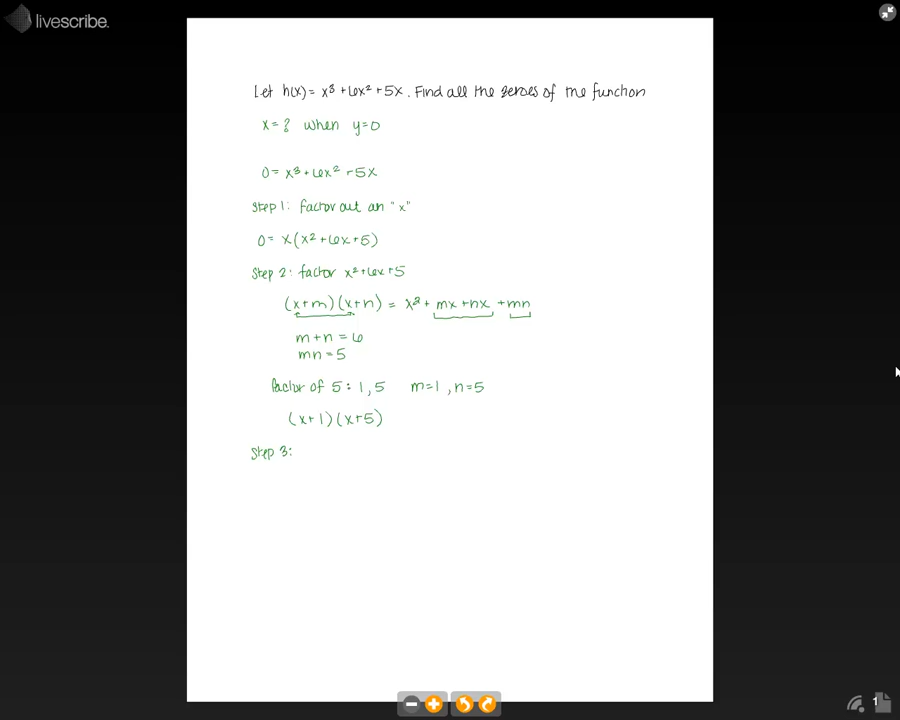 livescribe.
Let h(x) = x³ + 6x² + 5x. Find all the zeroes of the function
x = ? when y = 0
0 = x³ + 6x² + 5x
Step 1: factor out an "x"
0 = x(x² + 6x + 5)
Step 2: factor x² + 6x + 5
(x+m)(x+n) = x² + mx + nx + mn
m + n = 6
mn = 5
factor of 5: 1, 5 m=1, n=5
(x+1)(x+5)
Step 3:
1